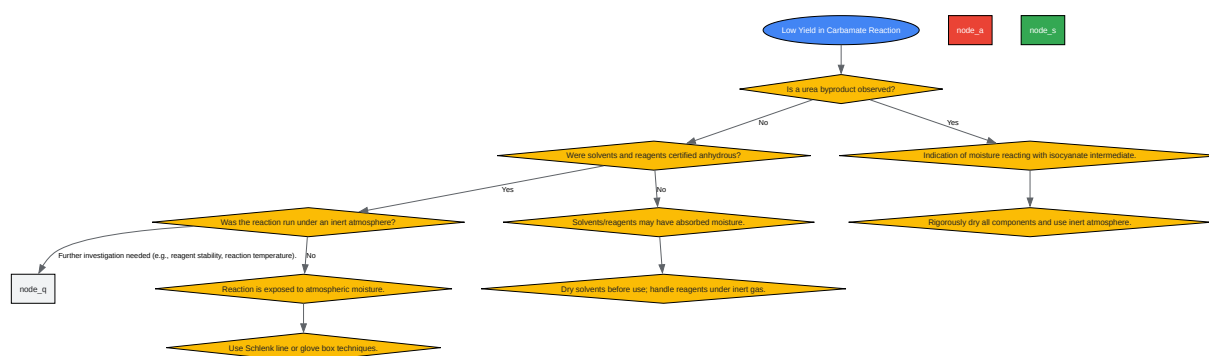 Low Yield in Carbamate Reaction
node_a
node_s
Is a urea byproduct observed?
No
Yes
Were solvents and reagents certified anhydrous?
Indication of moisture reacting with isocyanate intermediate.
Yes
No
Was the reaction run under an inert atmosphere?
Solvents/reagents may have absorbed moisture.
Rigorously dry all components and use inert atmosphere.
Further investigation needed (e.g., reagent stability, reaction temperature).
No
node_q
Reaction is exposed to atmospheric moisture.
Dry solvents before use; handle reagents under inert gas.
Use Schlenk line or glove box techniques.